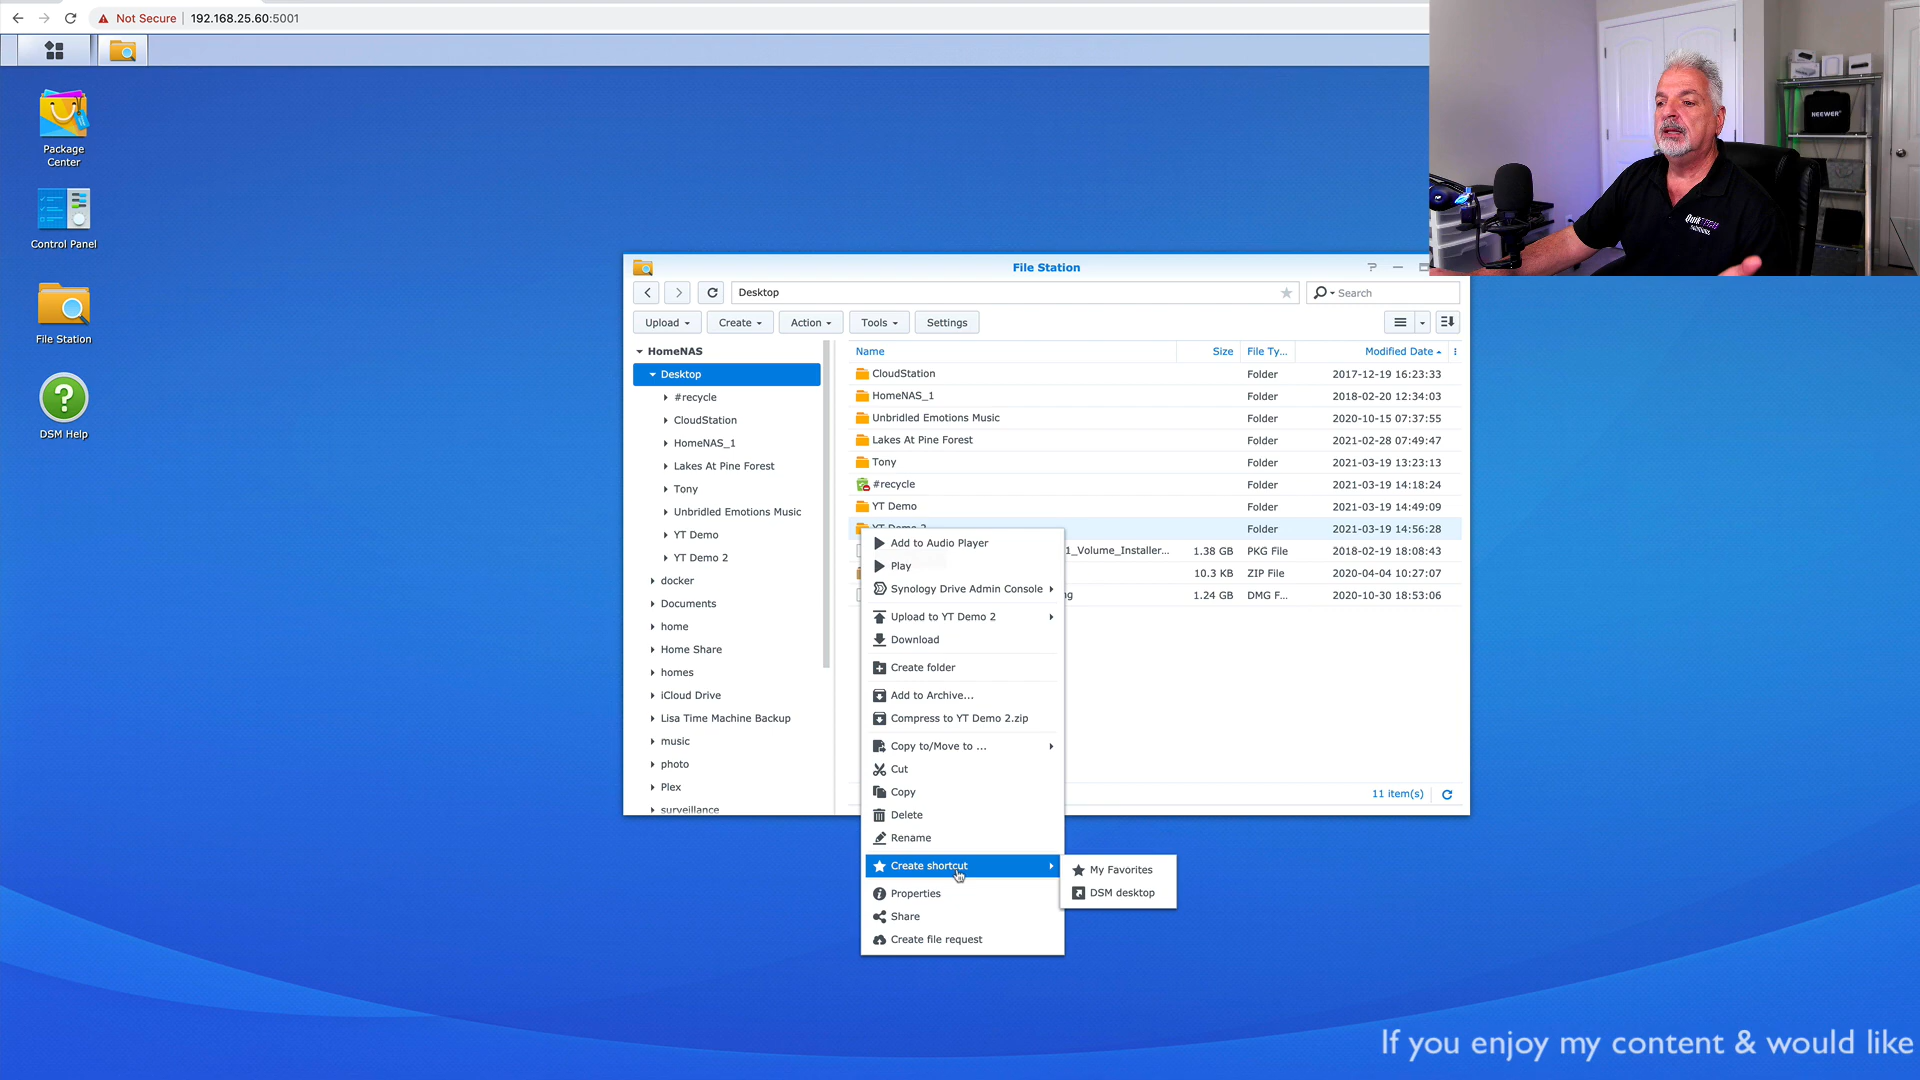 Not Secure
192.168.25.60:5001
Package
Center
Control Panel
File Station
DSM Help
NEEWER
File Station
Desktop
Search
Upload
Create
Action
Tools
Settings
HomeNAS
Desktop
#recycle
CloudStation
HomeNAS_1
Lakes At Pine Forest
Tony
Unbridled Emotions Music
YT Demo
YT Demo 2
docker
Documents
home
Home Share
homes
iCloud Drive
Lisa Time Machine Backup
music
photo
Plex
surveillance
Name Size File Ty... Modified Date
CloudStation Folder 2017-12-19 16:23:33
HomeNAS_1 Folder 2018-02-20 12:34:03
Unbridled Emotions Music Folder 2020-10-15 07:37:55
Lakes At Pine Forest Folder 2021-02-28 07:49:47
Tony Folder 2021-03-19 13:23:13
#recycle Folder 2021-03-19 14:18:24
YT Demo Folder 2021-03-19 14:49:09
YT Demo 2 Folder 2021-03-19 14:56:28
1_Volume_Installer... 1.38 GB PKG File 2018-02-19 18:08:43
10.3 KB ZIP File 2020-04-04 10:27:07
ng 1.24 GB DMG F... 2020-10-30 18:53:06
11 item(s)
Add to Audio Player
Play
Synology Drive Admin Console
Upload to YT Demo 2
Download
Create folder
Add to Archive...
Compress to YT Demo 2.zip
Copy to/Move to ...
Cut
Copy
Delete
Rename
Create shortcut
Properties
Share
Create file request
My Favorites
DSM desktop
If you enjoy my content & would like